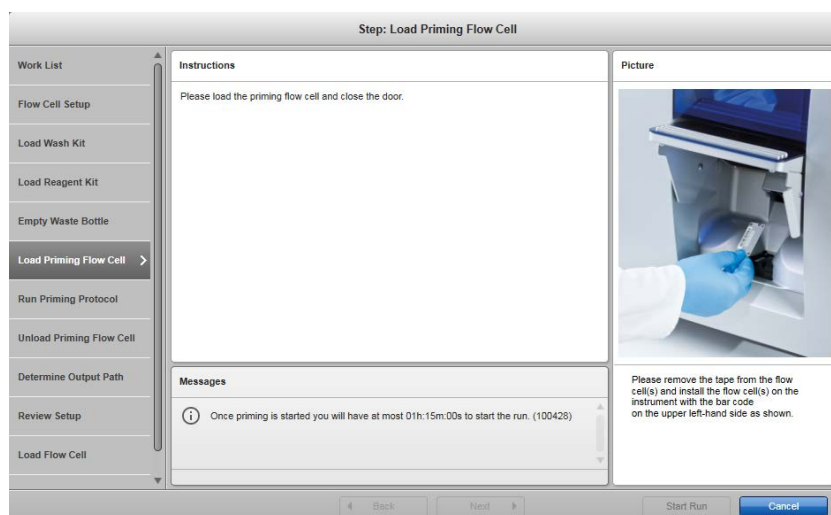 Step: Load Priming Flow Cell
Work List
Flow Cell Setup
Load Wash Kit
Load Reagent Kit
Empty Waste Bottle
Load Priming Flow Cell
Run Priming Protocol
Unload Priming Flow Cell
Determine Output Path
Review Setup
Load Flow Cell
Instructions
Please load the priming flow cell and close the door.
Messages
Once priming is started you will have at most 01h:15m:00s to start the run. (100428)
Picture
Please remove the tape from the flow
cell(s) and install the flow cell(s) on the
instrument with the bar code
on the upper left-hand side as shown.
Back
Next
Start Run
Cancel